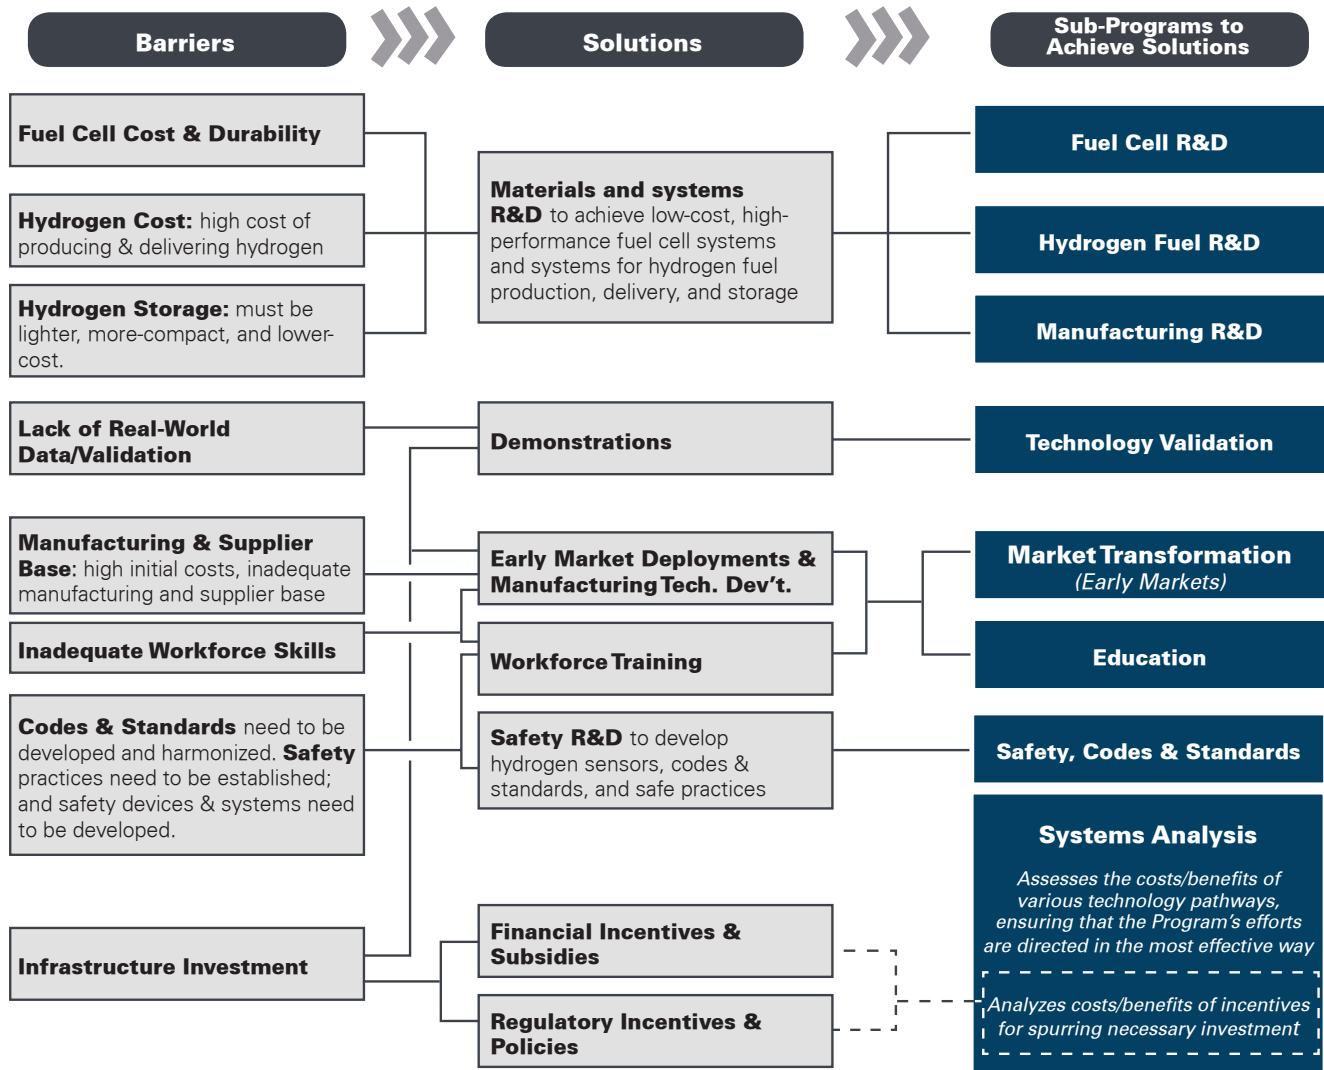 Barriers
Solutions
Sub-Programs to
Achieve Solutions
Fuel Cell Cost & Durability
Hydrogen Cost: high cost of
producing & delivering hydrogen
Hydrogen Storage: must be
lighter, more-compact, and lower-
cost.
Materials and systems
R&D to achieve low-cost, high-
performance fuel cell systems
and systems for hydrogen fuel
production, delivery, and storage
Fuel Cell R&D
Hydrogen Fuel R&D
Manufacturing R&D
Lack of Real-World
Data/Validation
Demonstrations
Technology Validation
Manufacturing & Supplier
Base: high initial costs, inadequate
manufacturing and supplier base
Early Market Deployments &
Manufacturing Tech. Dev't.
Market Transformation
(Early Markets)
Inadequate Workforce Skills
Workforce Training
Education
Codes & Standards need to be
developed and harmonized. Safety
practices need to be established;
and safety devices & systems need
to be developed.
Safety R&D to develop
hydrogen sensors, codes &
standards, and safe practices
Safety, Codes & Standards
Infrastructure Investment
Financial Incentives &
Subsidies
Regulatory Incentives &
Policies
Systems Analysis
Assesses the costs/benefits of
various technology pathways,
ensuring that the Program's efforts
are directed in the most effective way
Analyzes costs/benefits of incentives
for spurring necessary investment